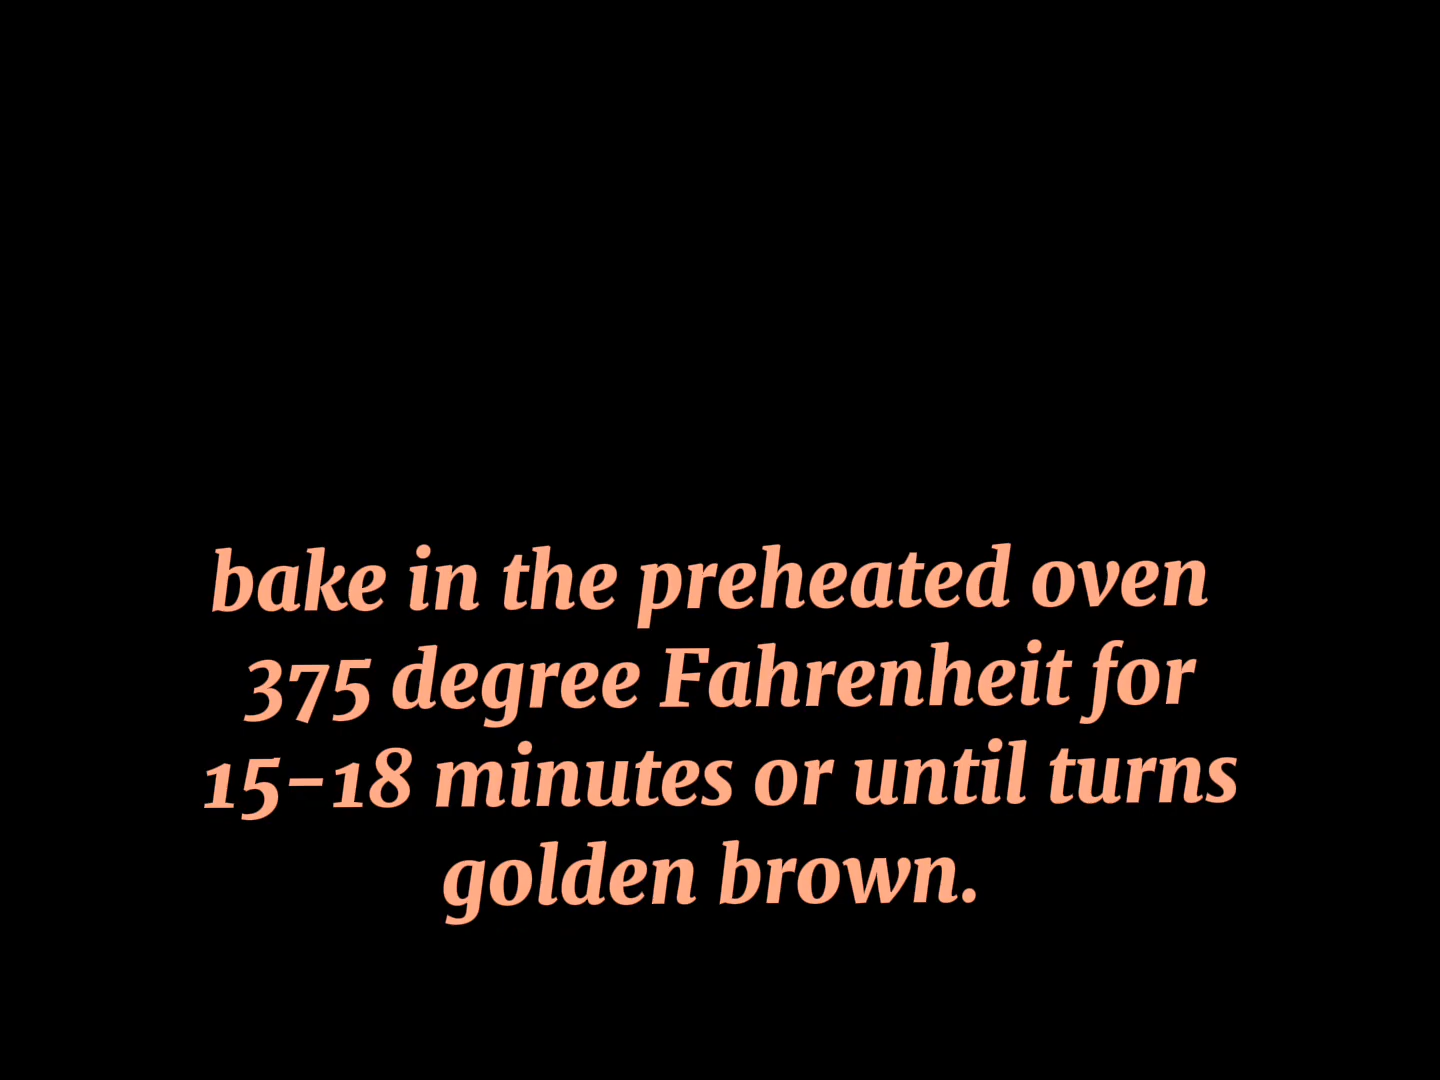 bake in the preheated oven
375 degree Fahrenheit for
15-18 minutes or until turns
golden brown.